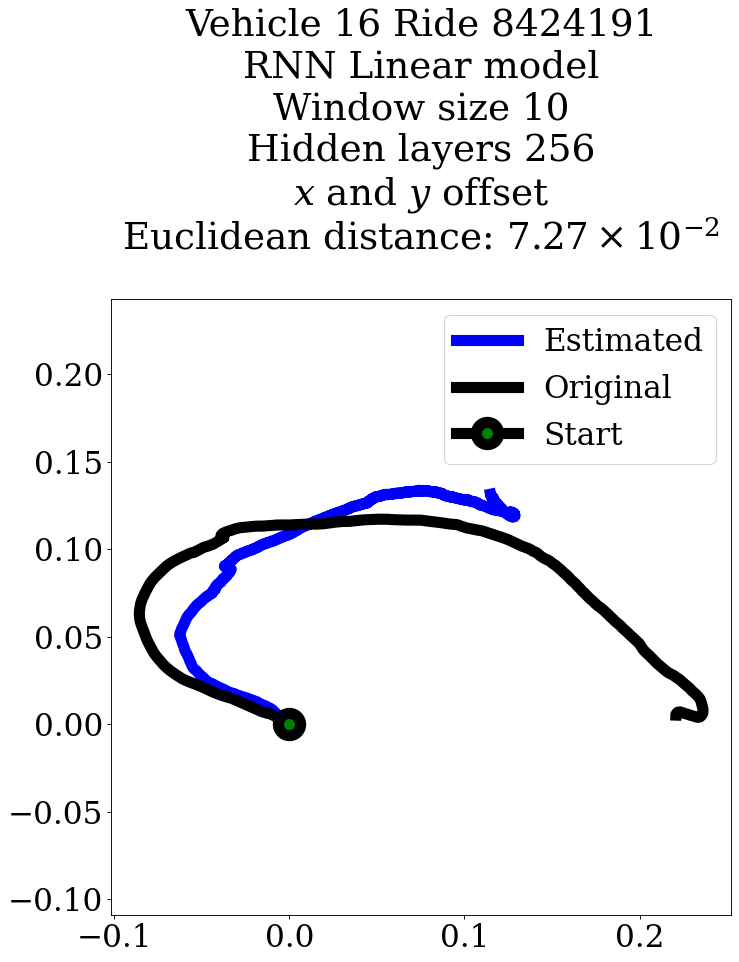 Vehicle 16 Ride 8424191
RNN Linear model
Window size 10
Hidden layers 256
x and y offset
Euclidean distance: 7.27 × 10⁻²
Estimated
Original
Start
0.20
0.15
0.10
0.05
0.00
−0.05
−0.10
−0.1 0.0 0.1 0.2